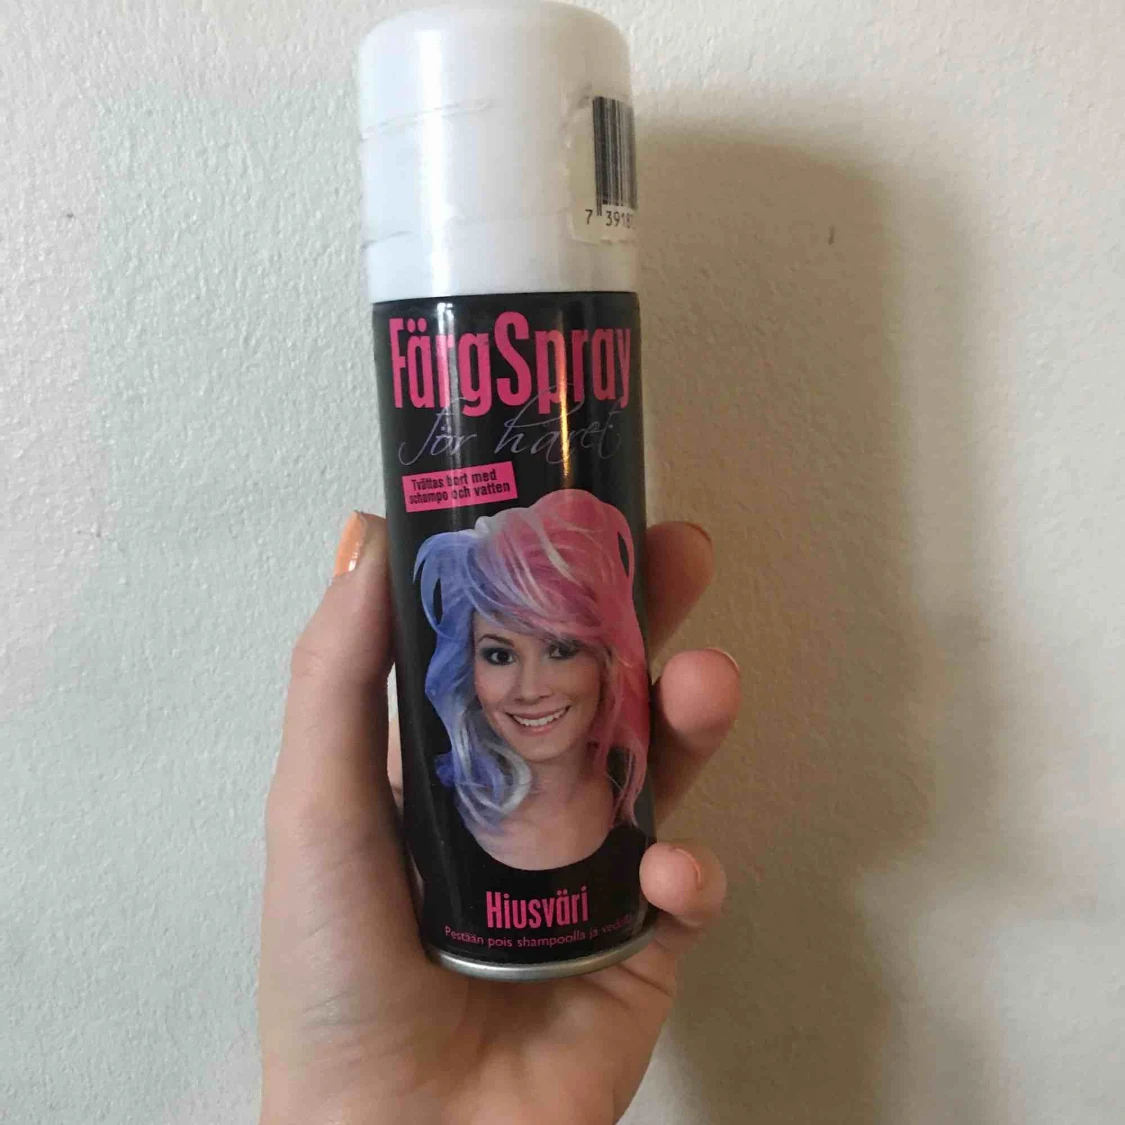 7 3918
FärgSpray
för håret
Tvättas bort med
schampo och vatten
Hiusväri
Pestään pois shampoolla ja